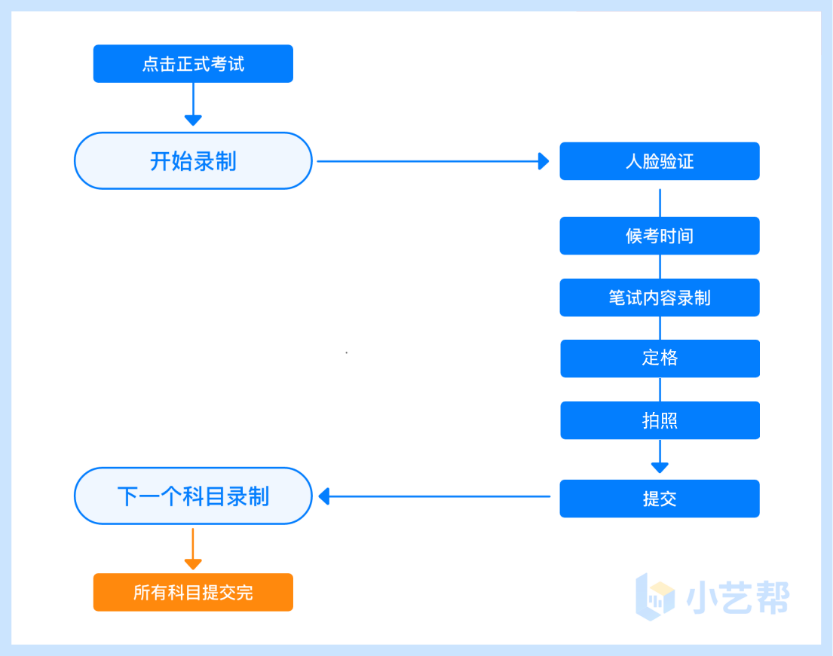 点击正式考试
开始录制
人脸验证
候考时间
笔试内容录制
定格
拍照
提交
下一个科目录制
所有科目提交完
小艺帮